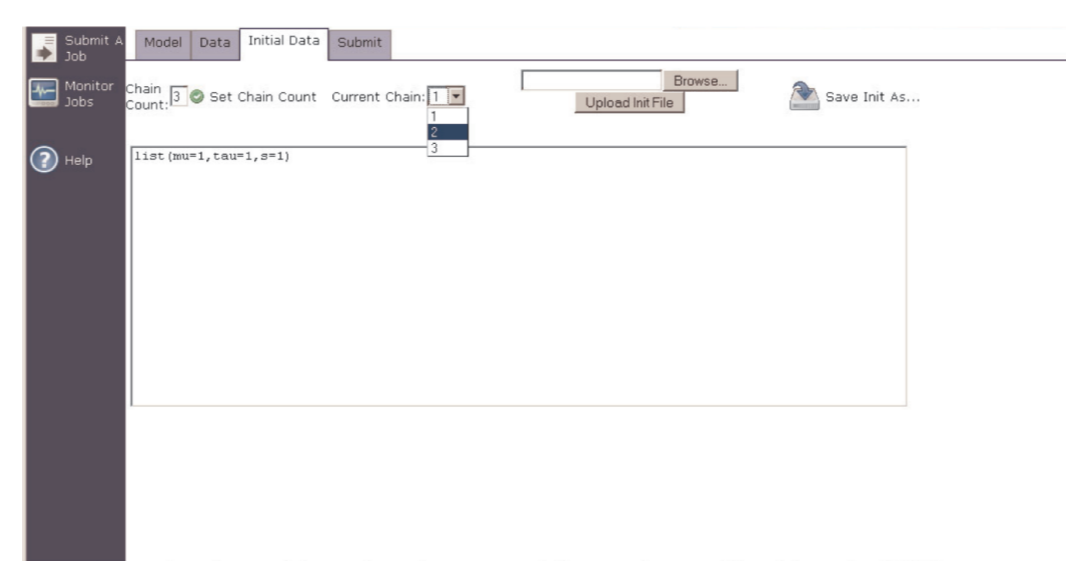 Submit A
Job
Model Data Initial Data Submit
Monitor
Jobs
Chain
Count: 3 Set Chain Count Current Chain: 1
1
2
3
Browse...
Upload Init File
Save Init As...
Help
list(mu=1,tau=1,s=1)